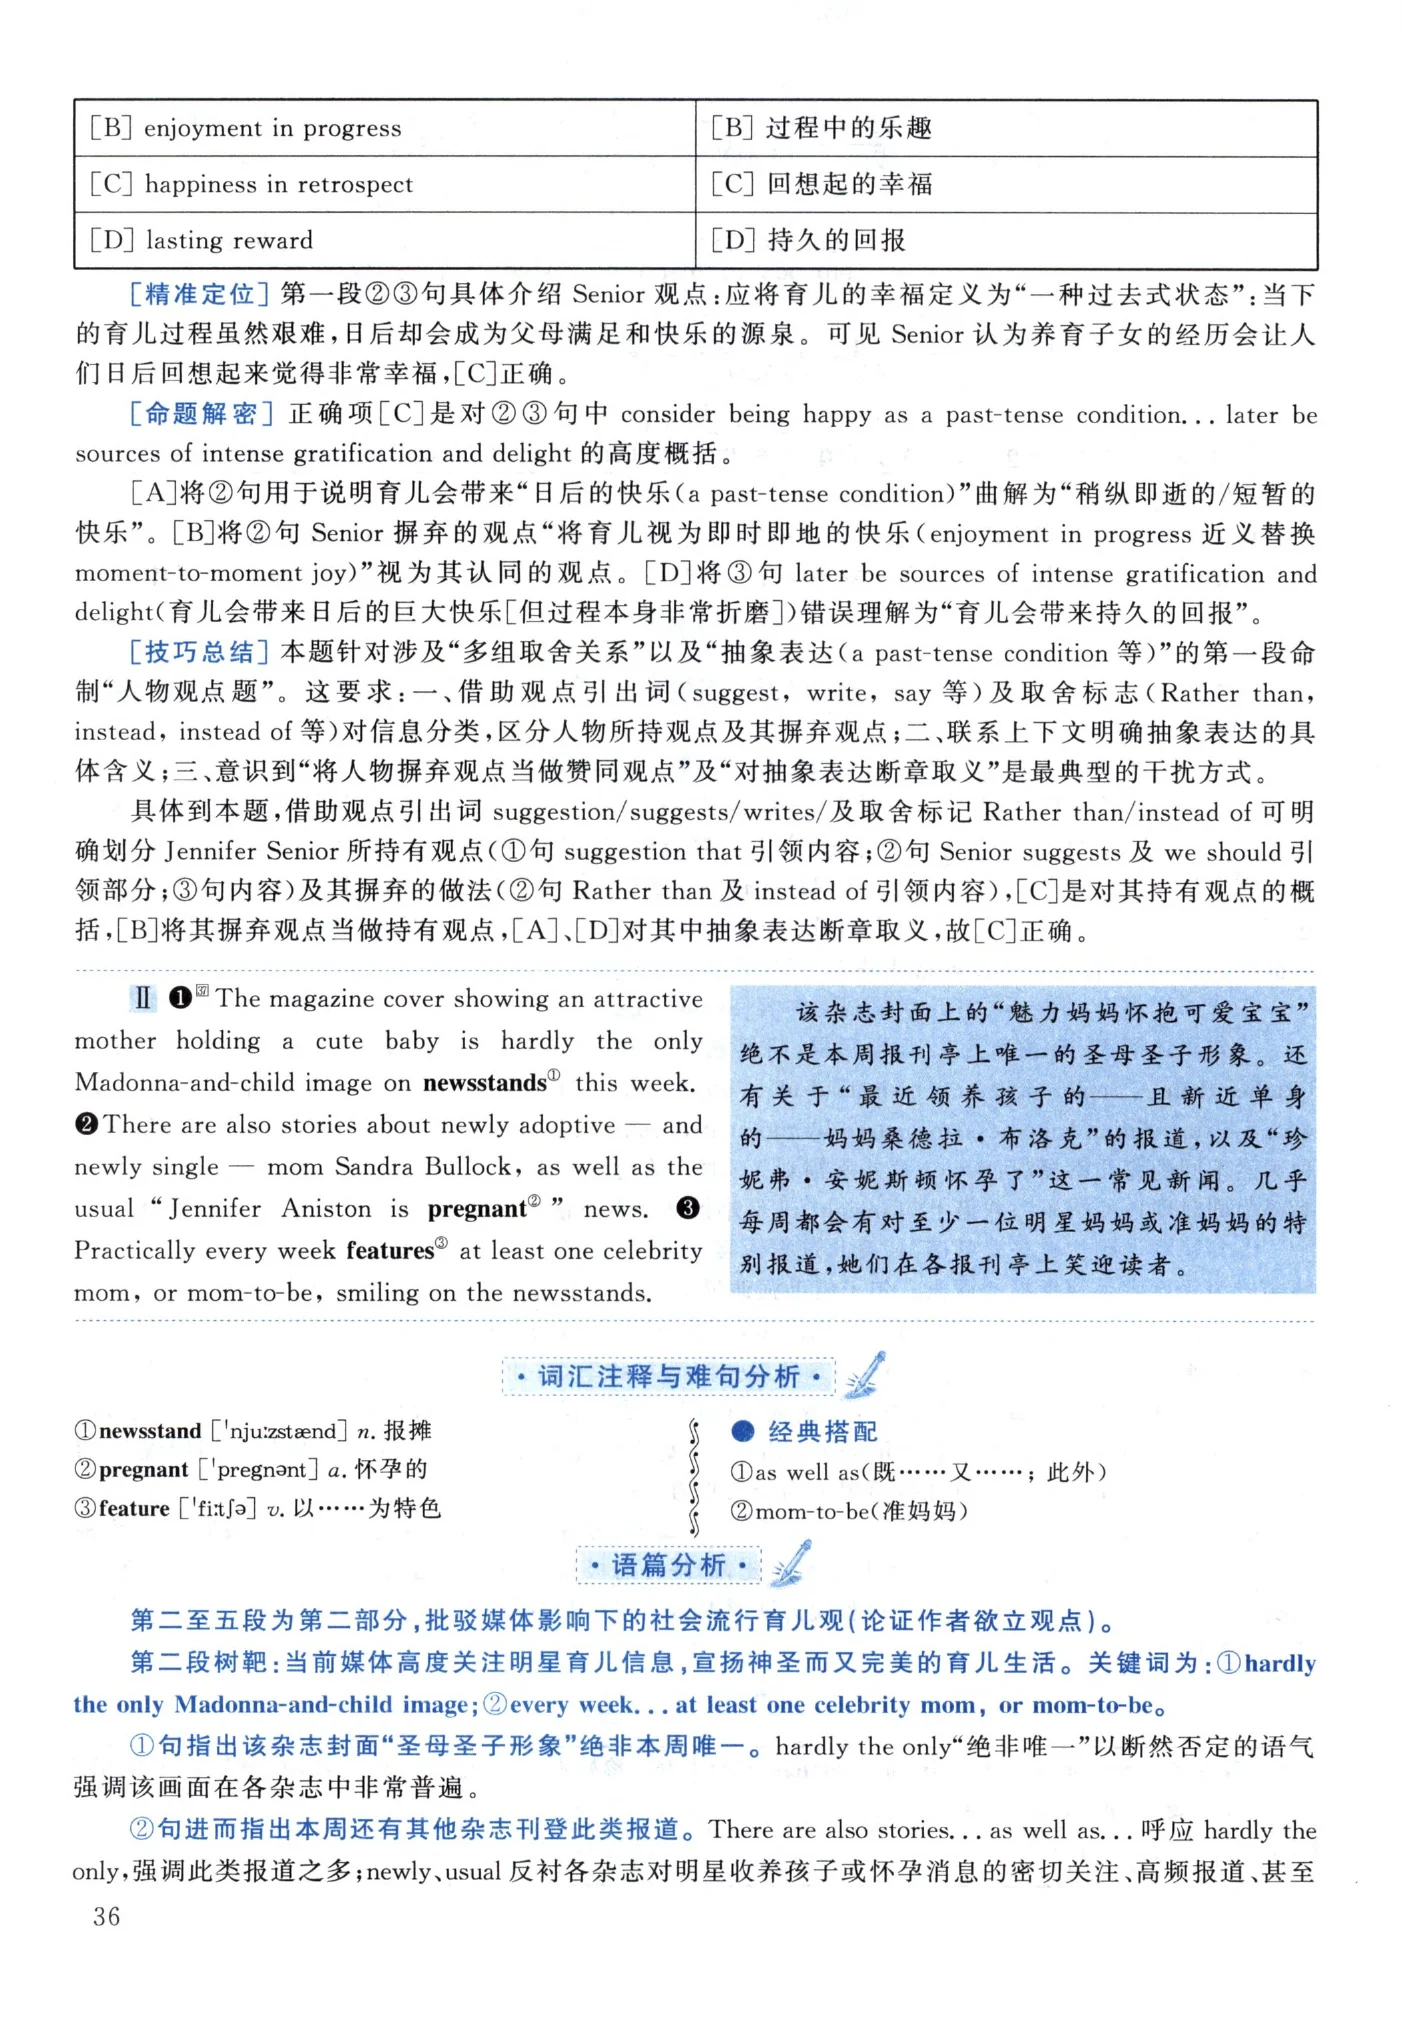 [B] enjoyment in progress
[B] 过程中的乐趣
[C] happiness in retrospect
[C] 回想起的幸福
[D] lasting reward
[D] 持久的回报
[精准定位] 第一段②③句具体介绍 Senior 观点:应将育儿的幸福定义为“一种过去式状态”:当下
的育儿过程虽然艰难,日后却会成为父母满足和快乐的源泉。可见 Senior 认为养育子女的经历会让人
们日后回想起来觉得非常幸福,[C]正确。
[命题解密] 正确项[C]是对②③句中 consider being happy as a past-tense condition... later be
sources of intense gratification and delight 的高度概括。
[A]将②句用于说明育儿会带来“日后的快乐(a past-tense condition)”曲解为“稍纵即逝的/短暂的
快乐”。[B]将②句 Senior 摒弃的观点“将育儿视为即时即地的快乐(enjoyment in progress 近义替换
moment-to-moment joy)”视为其认同的观点。[D]将③句 later be sources of intense gratification and
delight(育儿会带来日后的巨大快乐[但过程本身非常折磨])错误理解为“育儿会带来持久的回报”。
[技巧总结] 本题针对涉及“多组取舍关系”以及“抽象表达(a past-tense condition 等)”的第一段命
制“人物观点题”。这要求:一、借助观点引出词(suggest, write, say 等)及取舍标志(Rather than,
instead, instead of 等)对信息分类,区分人物所持观点及其摒弃观点;二、联系上下文明确抽象表达的具
体含义;三、意识到“将人物摒弃观点当做赞同观点”及“对抽象表达断章取义”是最典型的干扰方式。
具体到本题,借助观点引出词 suggestion/suggests/writes/及取舍标记 Rather than/instead of 可明
确划分 Jennifer Senior 所持有观点(①句 suggestion that 引领内容;②句 Senior suggests 及 we should 引
领部分;③句内容)及其摒弃的做法(②句 Rather than 及 instead of 引领内容),[C]是对其持有观点的概
括,[B]将其摒弃观点当做持有观点,[A]、[D]对其中抽象表达断章取义,故[C]正确。
Ⅱ ❶37 The magazine cover showing an attractive
mother holding a cute baby is hardly the only
Madonna-and-child image on newsstands① this week.
❷There are also stories about newly adoptive — and
newly single — mom Sandra Bullock, as well as the
usual “Jennifer Aniston is pregnant②” news. ❸
Practically every week features③ at least one celebrity
mom, or mom-to-be, smiling on the newsstands.
该杂志封面上的“魅力妈妈怀抱可爱宝宝”
绝不是本周报刊亭上唯一的圣母圣子形象。还
有关于“最近领养孩子的——且新近单身
的——妈妈桑德拉·布洛克”的报道,以及“珍
妮弗·安妮斯顿怀孕了”这一常见新闻。几乎
每周都会有对至少一位明星妈妈或准妈妈的特
别报道,她们在各报刊亭上笑迎读者。
·词汇注释与难句分析·
①newsstand [ˈnjuːzstænd] n. 报摊
②pregnant [ˈpregnənt] a. 怀孕的
③feature [ˈfiːtʃə] v. 以……为特色
● 经典搭配
①as well as(既……又……; 此外)
②mom-to-be(准妈妈)
·语篇分析·
第二至五段为第二部分,批驳媒体影响下的社会流行育儿观(论证作者欲立观点)。
第二段树靶:当前媒体高度关注明星育儿信息,宣扬神圣而又完美的育儿生活。关键词为:①hardly
the only Madonna-and-child image;②every week... at least one celebrity mom, or mom-to-be。
①句指出该杂志封面“圣母圣子形象”绝非本周唯一。hardly the only“绝非唯一”以断然否定的语气
强调该画面在各杂志中非常普遍。
②句进而指出本周还有其他杂志刊登此类报道。There are also stories... as well as... 呼应 hardly the
only,强调此类报道之多;newly、usual 反衬各杂志对明星收养孩子或怀孕消息的密切关注、高频报道、甚至
36